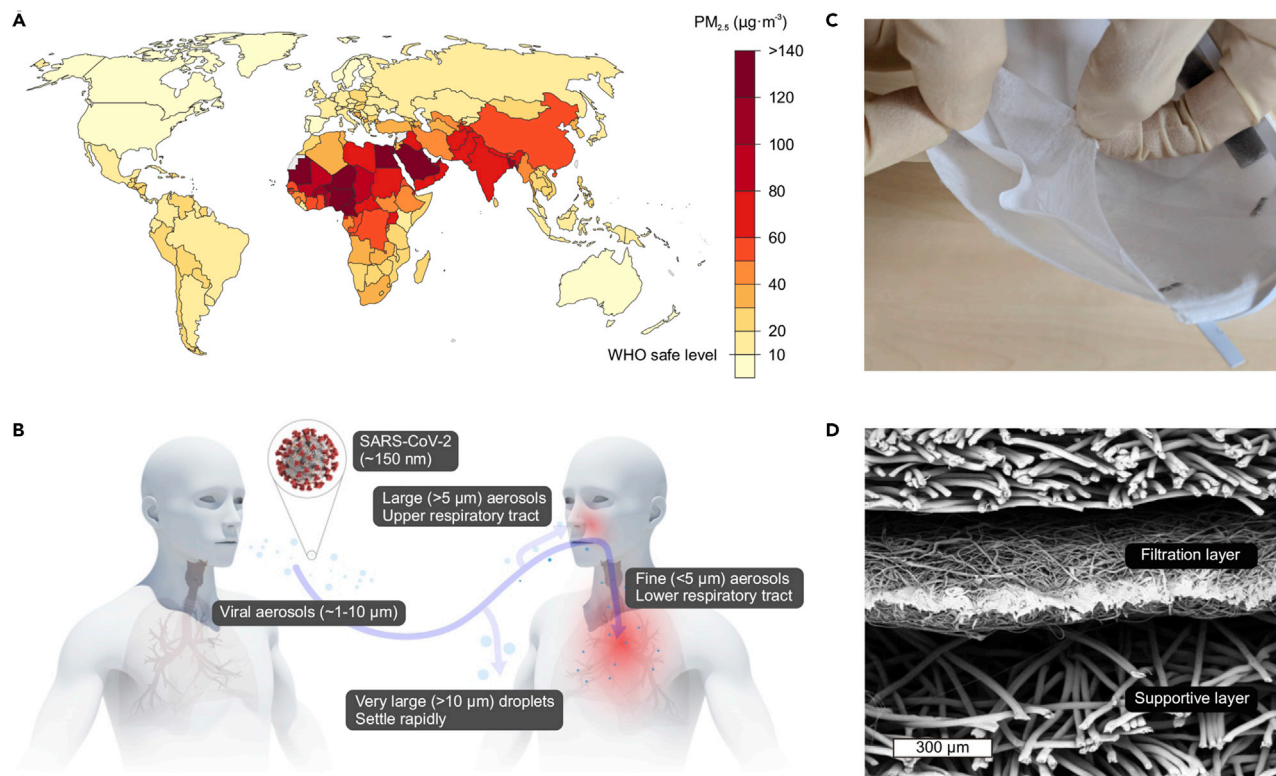 A
PM2.5 (µg·m-3)
>140
120
100
80
60
40
20
WHO safe level
10
B
SARS-CoV-2
(~150 nm)
Large (>5 µm) aerosols
Upper respiratory tract
Fine (<5 µm) aerosols
Lower respiratory tract
Viral aerosols (~1-10 µm)
Very large (>10 µm) droplets
Settle rapidly
C
D
Filtration layer
Supportive layer
300 µm